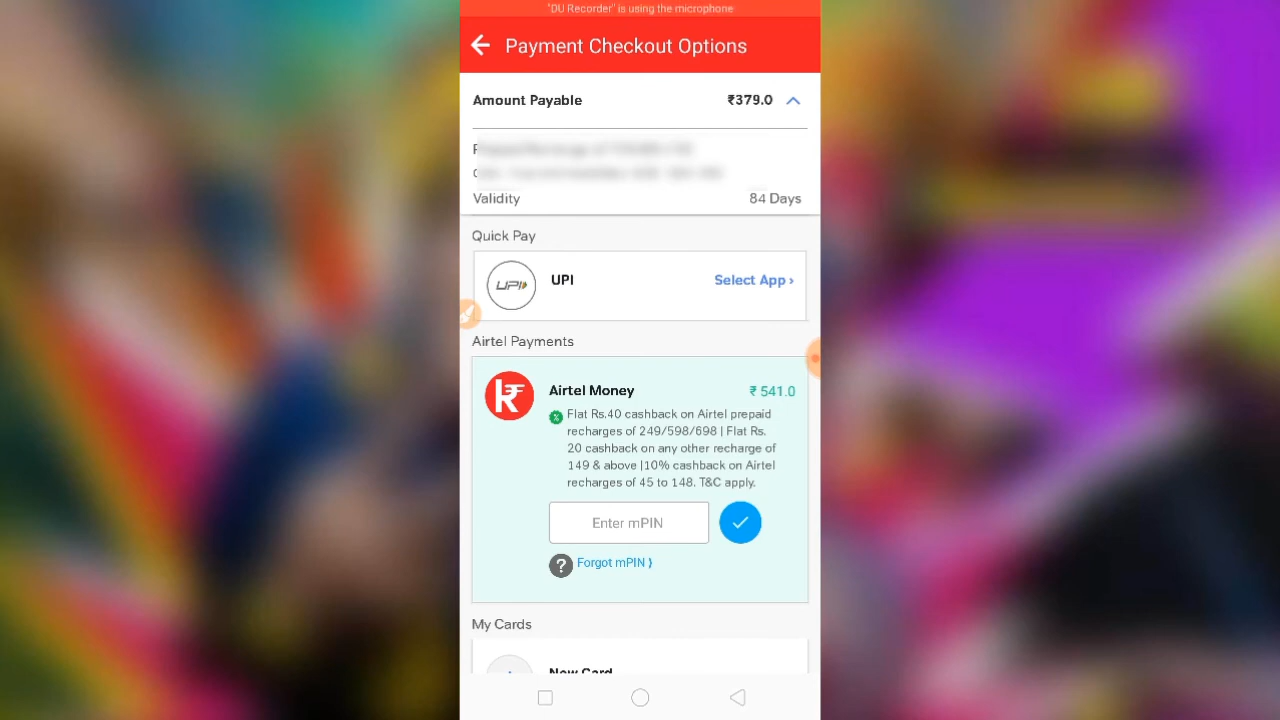 "DU Recorder" is using the microphone
Payment Checkout Options
Amount Payable ₹379.0
Validity 84 Days
Quick Pay
UPI
UPI Select App ›
Airtel Payments
Airtel Money ₹ 541.0
Flat Rs.40 cashback on Airtel prepaid
recharges of 249/598/698 | Flat Rs.
20 cashback on any other recharge of
149 & above |10% cashback on Airtel
recharges of 45 to 148. T&C apply.
Enter mPIN
? Forgot mPIN ⟩
My Cards
New Card